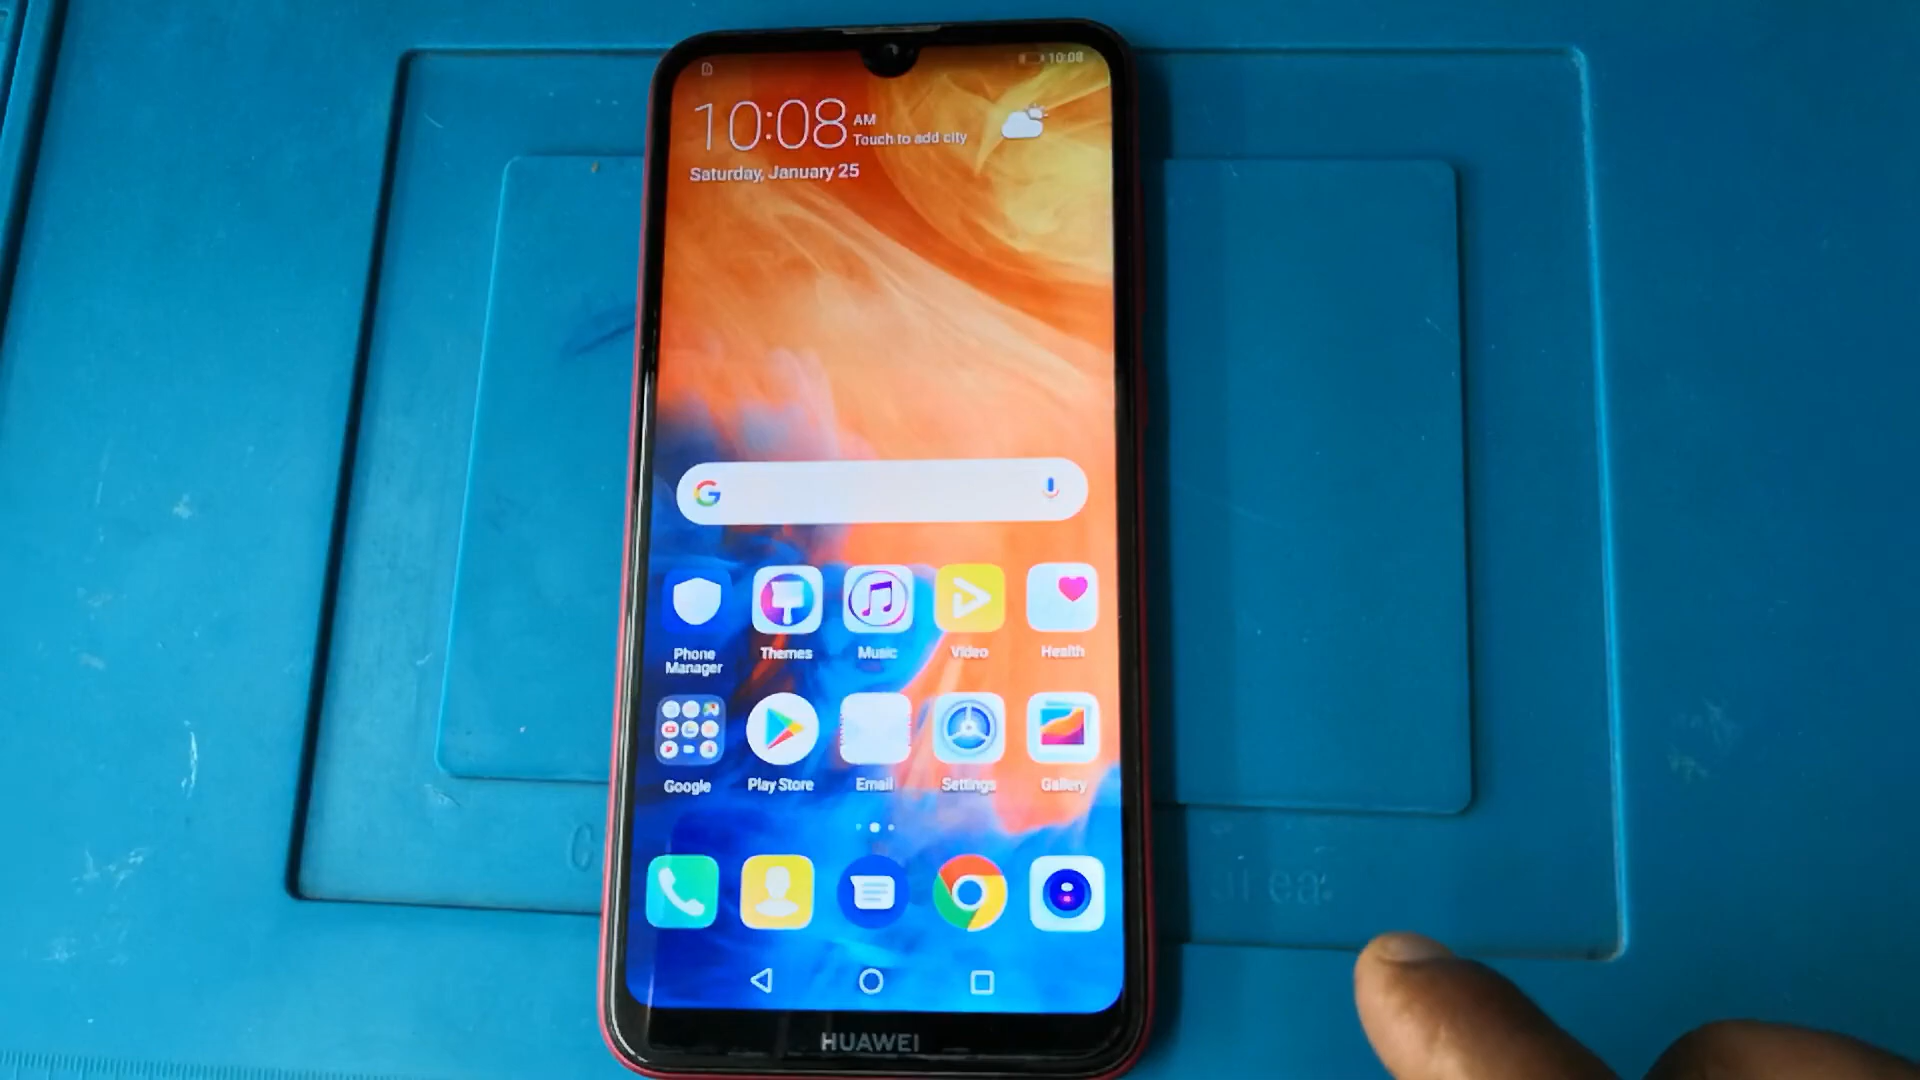 10:08
10:08
AM
Touch to add city
Saturday, January 25
Phone
Manager
Themes
Music
Video
Health
Google
Play Store
Email
Settings
Gallery
HUAWEI